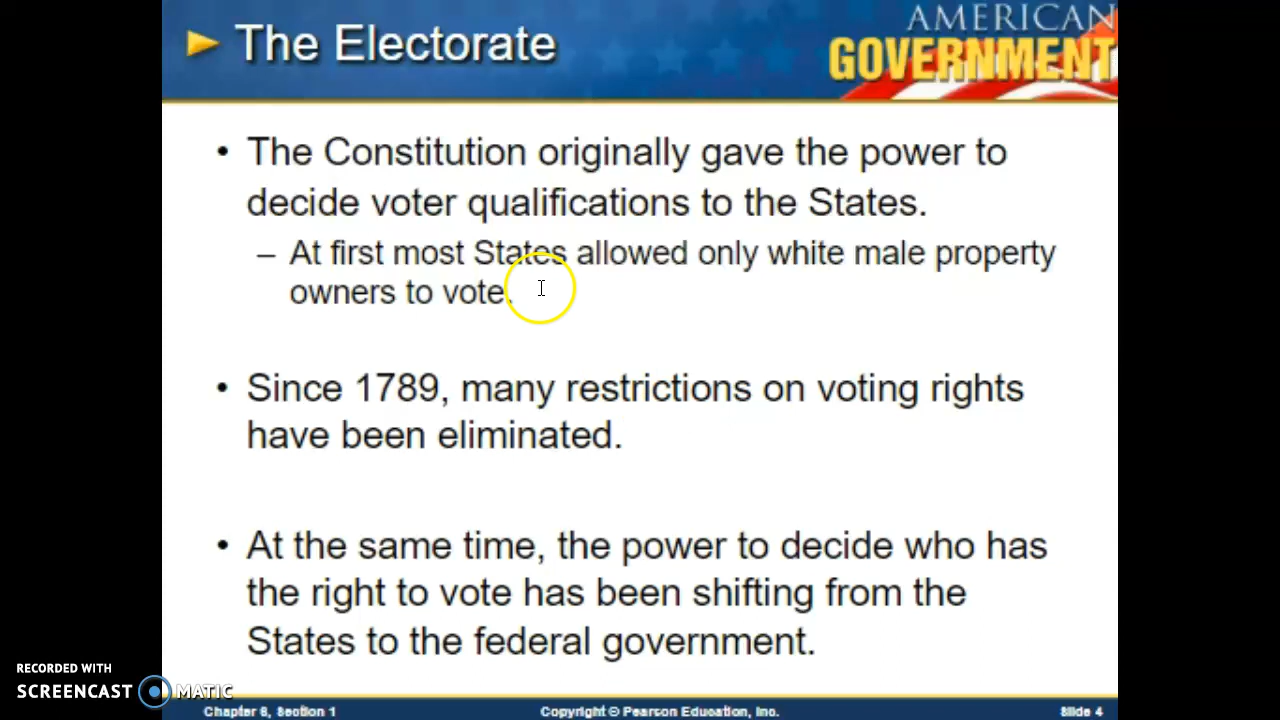 The Electorate
AMERICAN
GOVERNMENT
• The Constitution originally gave the power to
decide voter qualifications to the States.
– At first most States allowed only white male property
owners to vote.
• Since 1789, many restrictions on voting rights
have been eliminated.
• At the same time, the power to decide who has
the right to vote has been shifting from the
States to the federal government.
RECORDED WITH
SCREENCAST MATIC
Chapter 6, Section 1
Copyright © Pearson Education, Inc.
Slide 4